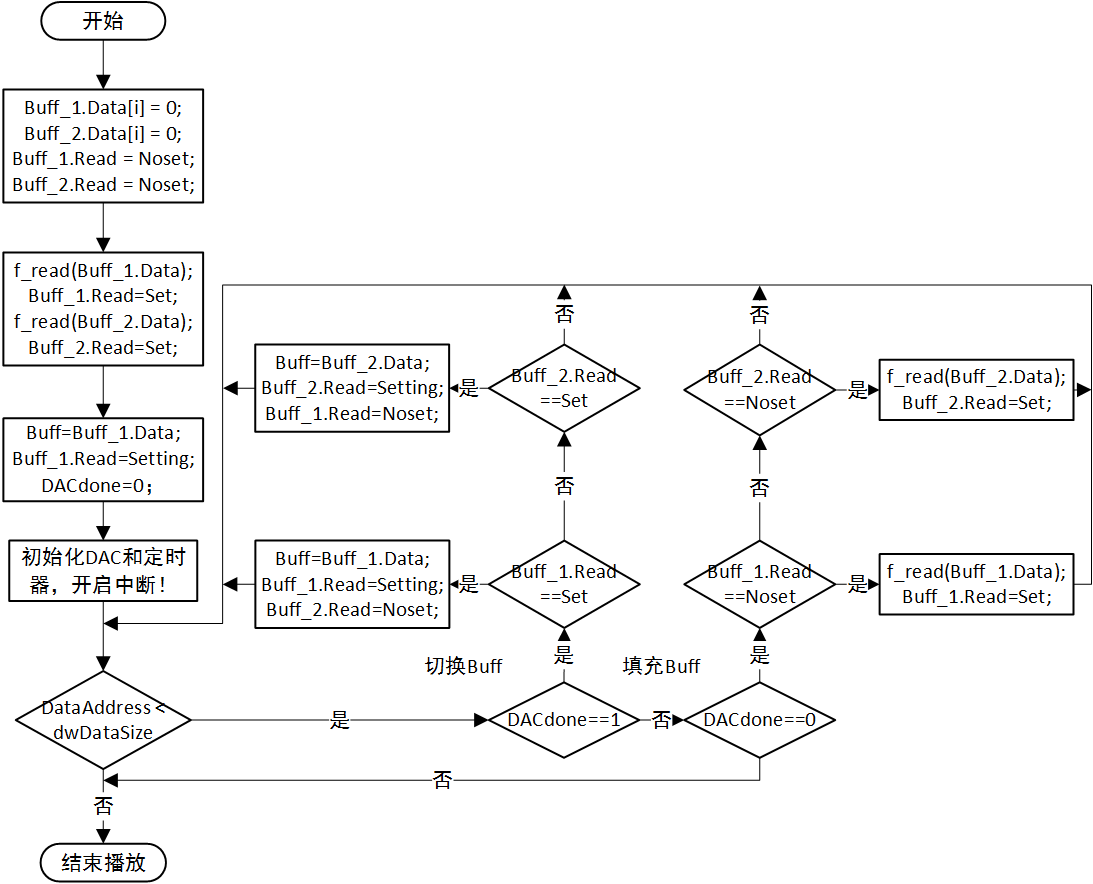 开始
Buff_1.Data[i] = 0;
Buff_2.Data[i] = 0;
Buff_1.Read = Noset;
Buff_2.Read = Noset;
f_read(Buff_1.Data);
Buff_1.Read=Set;
f_read(Buff_2.Data);
Buff_2.Read=Set;
Buff=Buff_1.Data;
Buff_1.Read=Setting;
DACdone=0；
初始化DAC和定时
器，开启中断！
DataAddress <
dwDataSize
是
否
结束播放
DACdone==1
切换Buff
是
否
Buff_1.Read
==Set
是
Buff=Buff_1.Data;
Buff_1.Read=Setting;
Buff_2.Read=Noset;
否
Buff_2.Read
==Set
是
Buff=Buff_2.Data;
Buff_2.Read=Setting;
Buff_1.Read=Noset;
否
DACdone==0
填充Buff
是
否
Buff_1.Read
==Noset
是
f_read(Buff_1.Data);
Buff_1.Read=Set;
否
Buff_2.Read
==Noset
是
f_read(Buff_2.Data);
Buff_2.Read=Set;
否